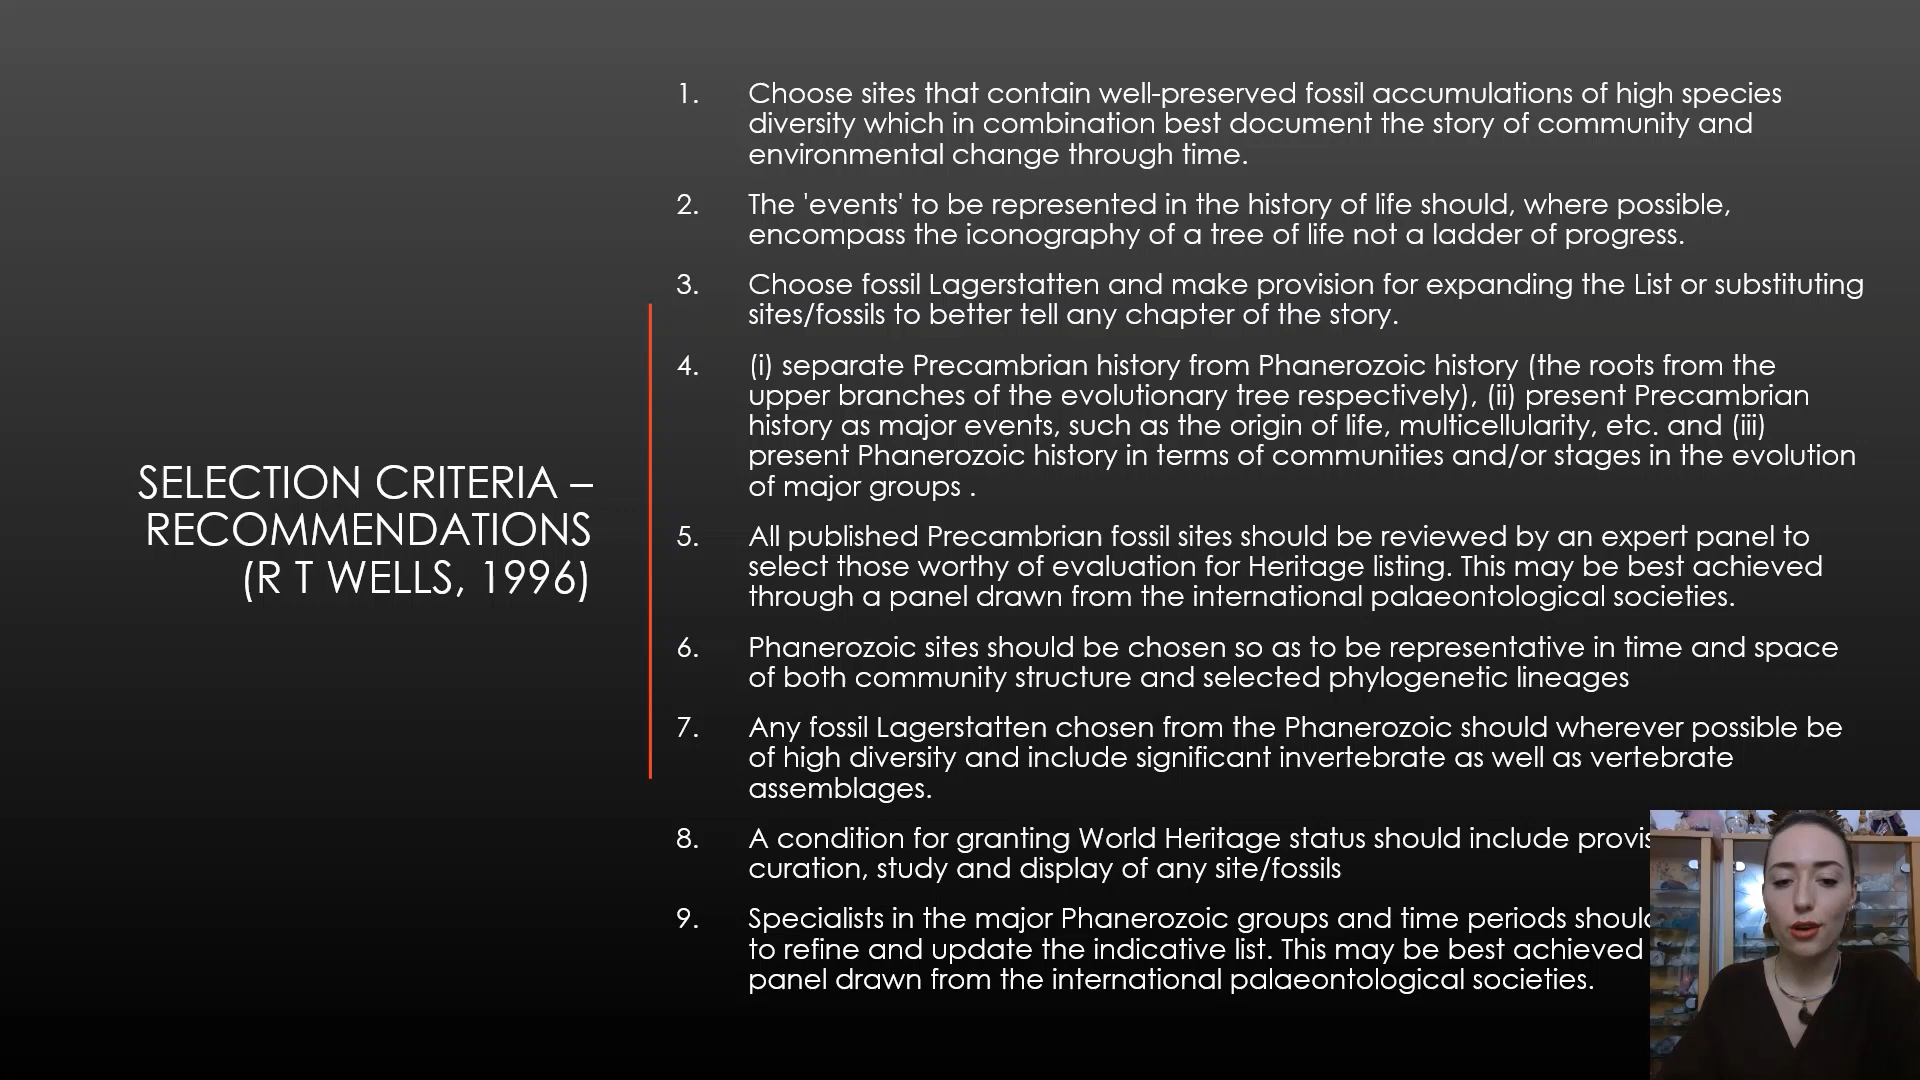 SELECTION CRITERIA –
RECOMMENDATIONS
(R T WELLS, 1996)
1. Choose sites that contain well-preserved fossil accumulations of high species
diversity which in combination best document the story of community and
environmental change through time.
2. The 'events' to be represented in the history of life should, where possible,
encompass the iconography of a tree of life not a ladder of progress.
3. Choose fossil Lagerstatten and make provision for expanding the List or substituting
sites/fossils to better tell any chapter of the story.
4. (i) separate Precambrian history from Phanerozoic history (the roots from the
upper branches of the evolutionary tree respectively), (ii) present Precambrian
history as major events, such as the origin of life, multicellularity, etc. and (iii)
present Phanerozoic history in terms of communities and/or stages in the evolution
of major groups .
5. All published Precambrian fossil sites should be reviewed by an expert panel to
select those worthy of evaluation for Heritage listing. This may be best achieved
through a panel drawn from the international palaeontological societies.
6. Phanerozoic sites should be chosen so as to be representative in time and space
of both community structure and selected phylogenetic lineages
7. Any fossil Lagerstatten chosen from the Phanerozoic should wherever possible be
of high diversity and include significant invertebrate as well as vertebrate
assemblages.
8. A condition for granting World Heritage status should include
curation, study and display of any site/fossils
9. Specialists in the major Phanerozoic groups and time periods
to refine and update the indicative list. This may be best achieved
panel drawn from the international palaeontological societies.